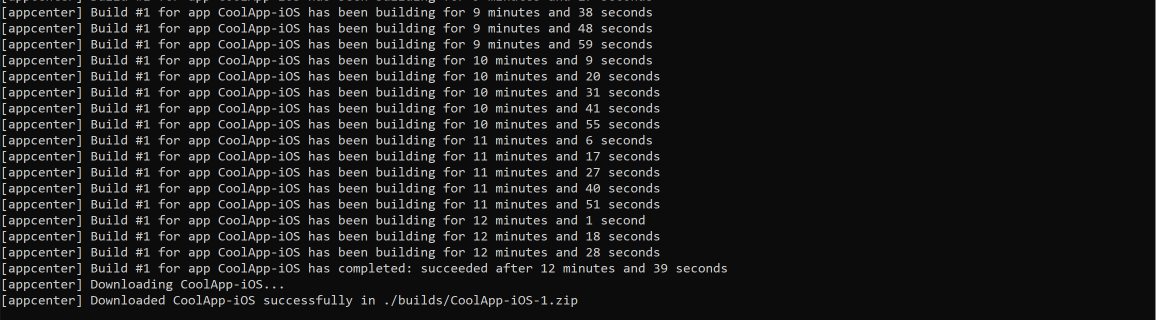 [appcenter] Build #1 for app CoolApp-iOS has been building for 9 minutes and 38 seconds
[appcenter] Build #1 for app CoolApp-iOS has been building for 9 minutes and 48 seconds
[appcenter] Build #1 for app CoolApp-iOS has been building for 9 minutes and 59 seconds
[appcenter] Build #1 for app CoolApp-iOS has been building for 10 minutes and 9 seconds
[appcenter] Build #1 for app CoolApp-iOS has been building for 10 minutes and 20 seconds
[appcenter] Build #1 for app CoolApp-iOS has been building for 10 minutes and 31 seconds
[appcenter] Build #1 for app CoolApp-iOS has been building for 10 minutes and 41 seconds
[appcenter] Build #1 for app CoolApp-iOS has been building for 10 minutes and 55 seconds
[appcenter] Build #1 for app CoolApp-iOS has been building for 11 minutes and 6 seconds
[appcenter] Build #1 for app CoolApp-iOS has been building for 11 minutes and 17 seconds
[appcenter] Build #1 for app CoolApp-iOS has been building for 11 minutes and 27 seconds
[appcenter] Build #1 for app CoolApp-iOS has been building for 11 minutes and 40 seconds
[appcenter] Build #1 for app CoolApp-iOS has been building for 11 minutes and 51 seconds
[appcenter] Build #1 for app CoolApp-iOS has been building for 12 minutes and 1 second
[appcenter] Build #1 for app CoolApp-iOS has been building for 12 minutes and 18 seconds
[appcenter] Build #1 for app CoolApp-iOS has been building for 12 minutes and 28 seconds
[appcenter] Build #1 for app CoolApp-iOS has completed: succeeded after 12 minutes and 39 seconds
[appcenter] Downloading CoolApp-iOS...
[appcenter] Downloaded CoolApp-iOS successfully in ./builds/CoolApp-iOS-1.zip